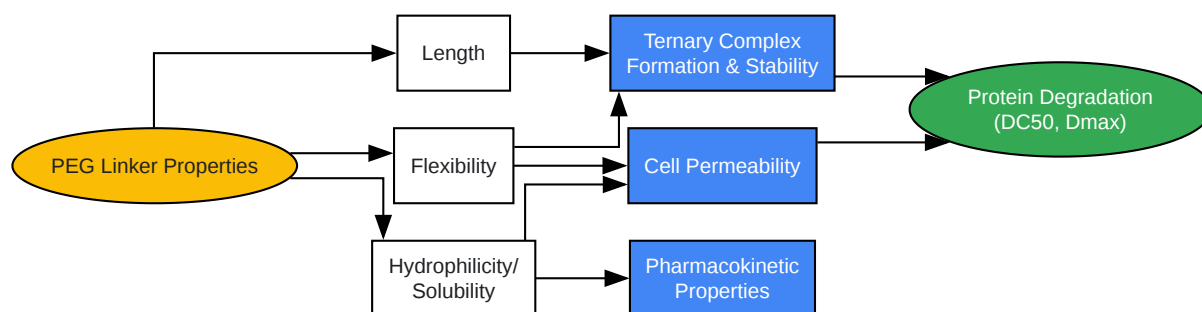 PEG Linker Properties
Length
Flexibility
Hydrophilicity/
Solubility
Ternary Complex
Formation & Stability
Cell Permeability
Pharmacokinetic
Properties
Protein Degradation
(DC50, Dmax)